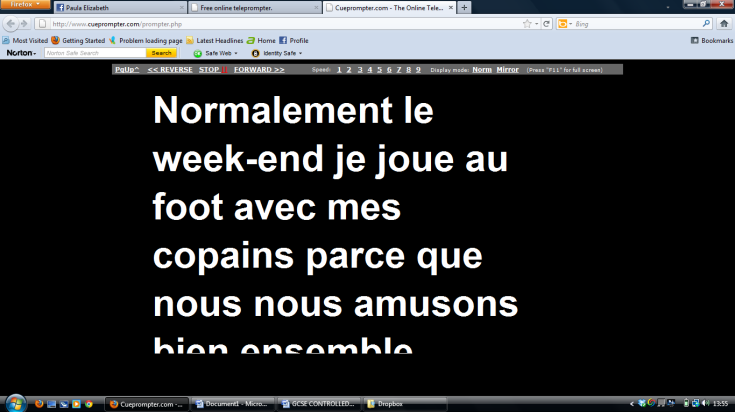 Firefox
Paula Elizabeth
Free online teleprompter.
Cueprompter.com - The Online Tele...
http://www.cueprompter.com/prompter.php
Bing
Most Visited Getting Started Problem loading page Latest Headlines Home Profile Bookmarks
Norton Norton Safe Search Search Safe Web Identity Safe
PgUp^ << REVERSE STOP FORWARD >> Speed: 1 2 3 4 5 6 7 8 9 Display mode: Norm Mirror (Press "F11" for full screen)
Normalement le
week-end je joue au
foot avec mes
copains parce que
nous nous amusons
bien ensemble
Cueprompter.com -... Document1 - Micro... GCSE CONTROLLED... Dropbox 13:55